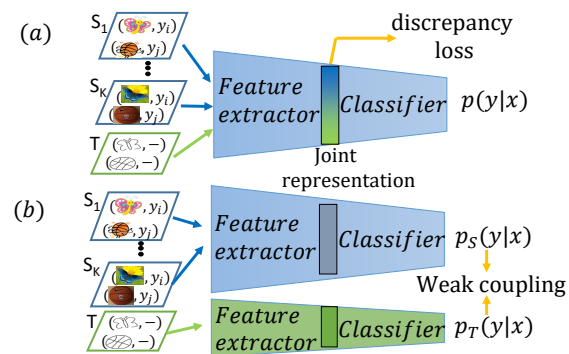 (a)
S1
( , yi)
( , yj)
SK
( , yi)
( , yj)
T
( , −)
( , −)
Feature
extractor
Classifier
Joint
representation
discrepancy
loss
p(y|x)
(b)
S1
( , yi)
( , yj)
SK
( , yi)
( , yj)
T
( , −)
( , −)
Feature
extractor
Classifier
Feature
extractor
Classifier
pS(y|x)
Weak coupling
pT(y|x)